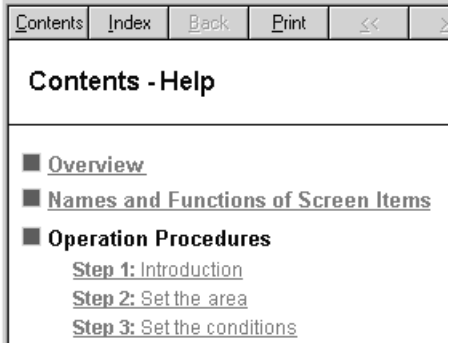 Contents Index Back Print << >
Contents - Help
Overview
Names and Functions of Screen Items
Operation Procedures
Step 1: Introduction
Step 2: Set the area
Step 3: Set the conditions